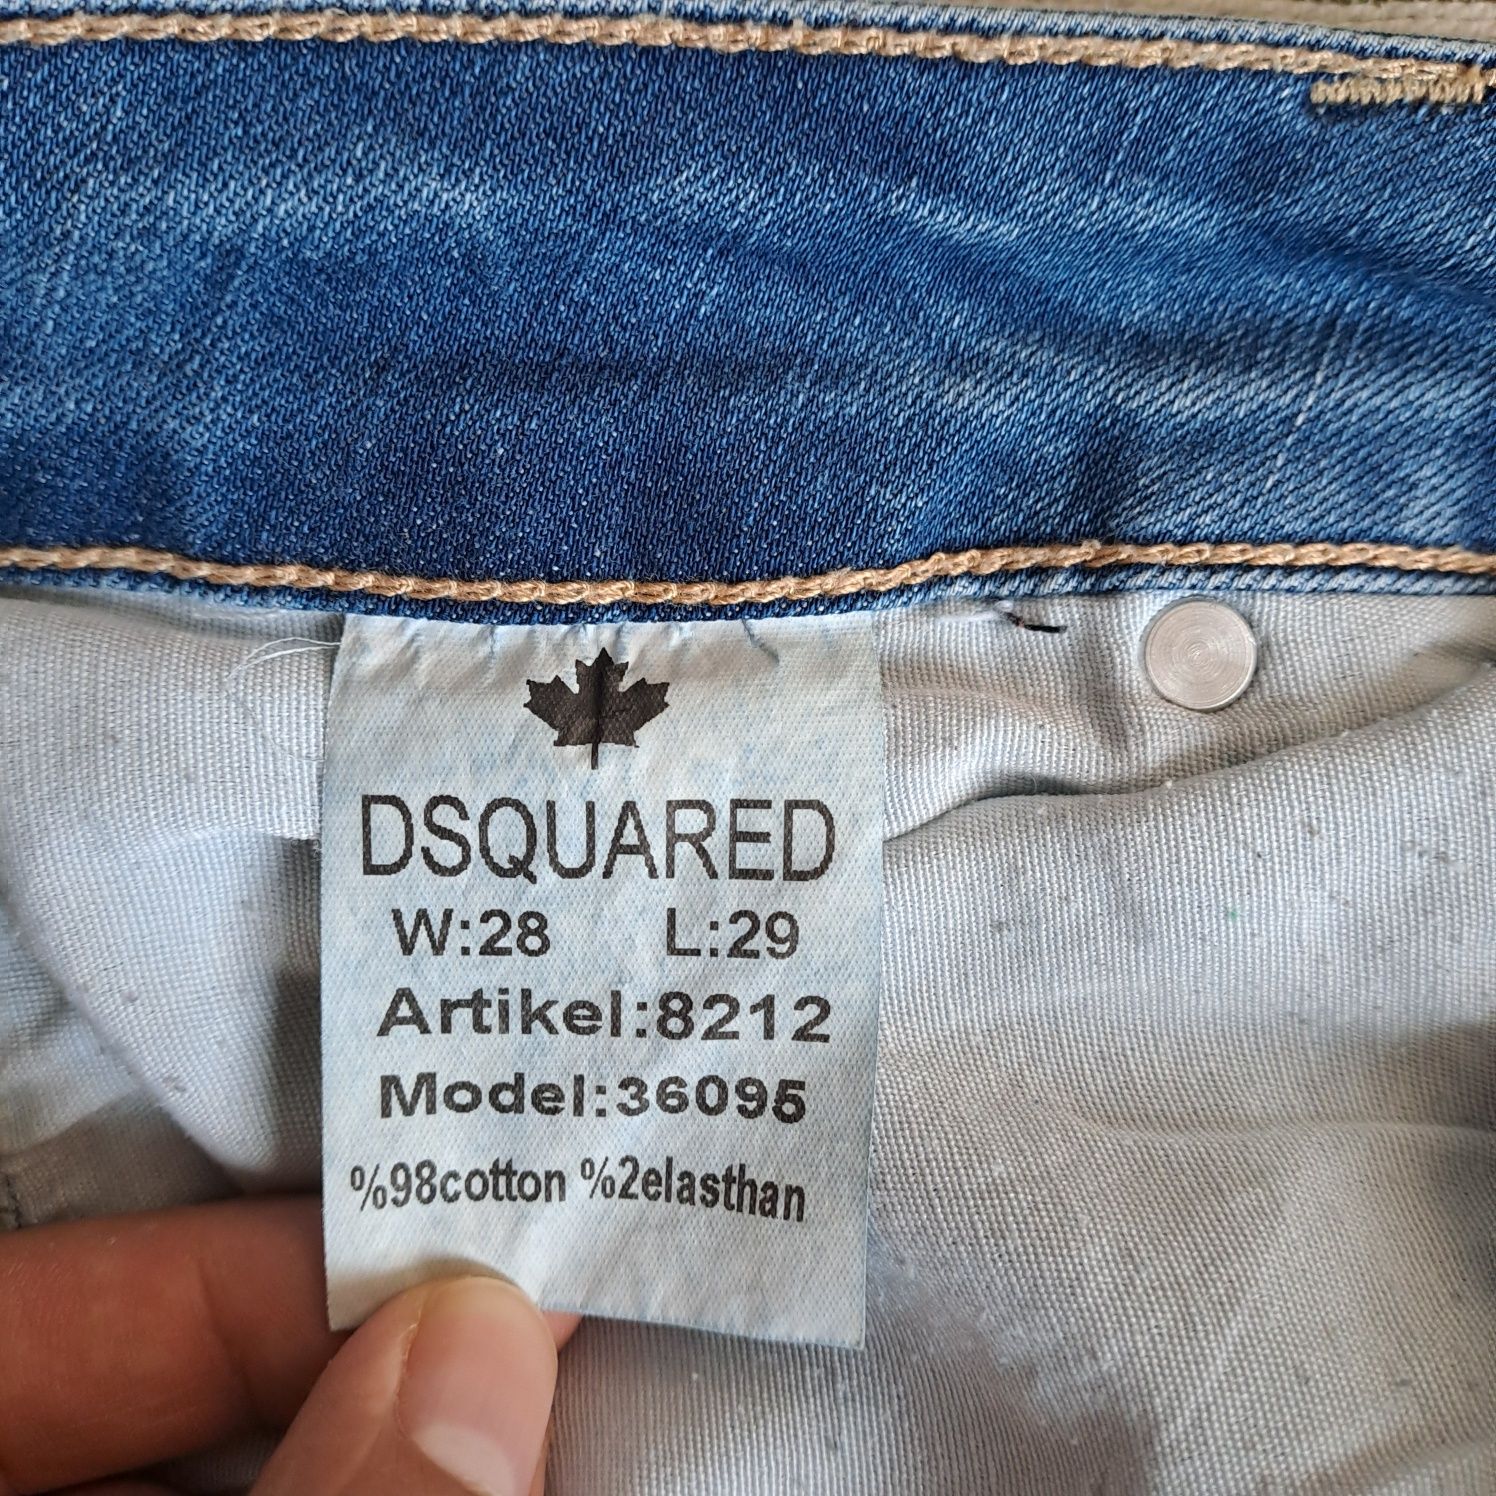 DSQUARED
W:28 L:29
Artikel:8212
Model:36095
%98cotton %2elasthan